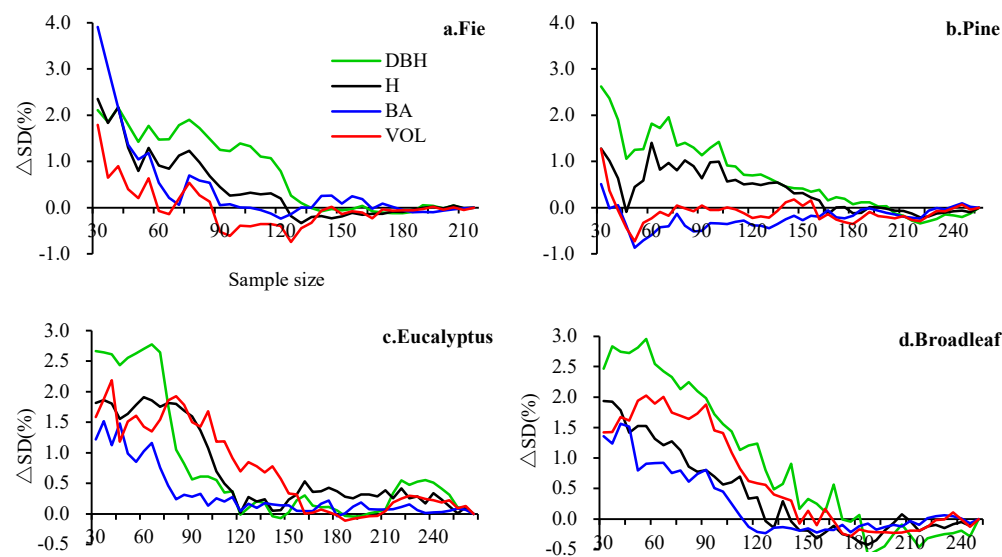 4.0
a.Fie
3.0
DBH
H
BA
VOL
2.0
△SD(%)
1.0
0.0
30 60 90 120 150 180 210
-1.0
Sample size
4.0
b.Pine
3.0
2.0
△SD(%)
1.0
0.0
30 60 90 120 150 180 210 240
-1.0
3.0
c.Eucalyptus
2.5
2.0
1.5
△SD(%)
1.0
0.5
0.0
30 60 90 120 150 180 210 240
-0.5
3.0
d.Broadleaf
2.5
2.0
1.5
△SD(%)
1.0
0.5
0.0
30 60 90 120 150 180 210 240
-0.5